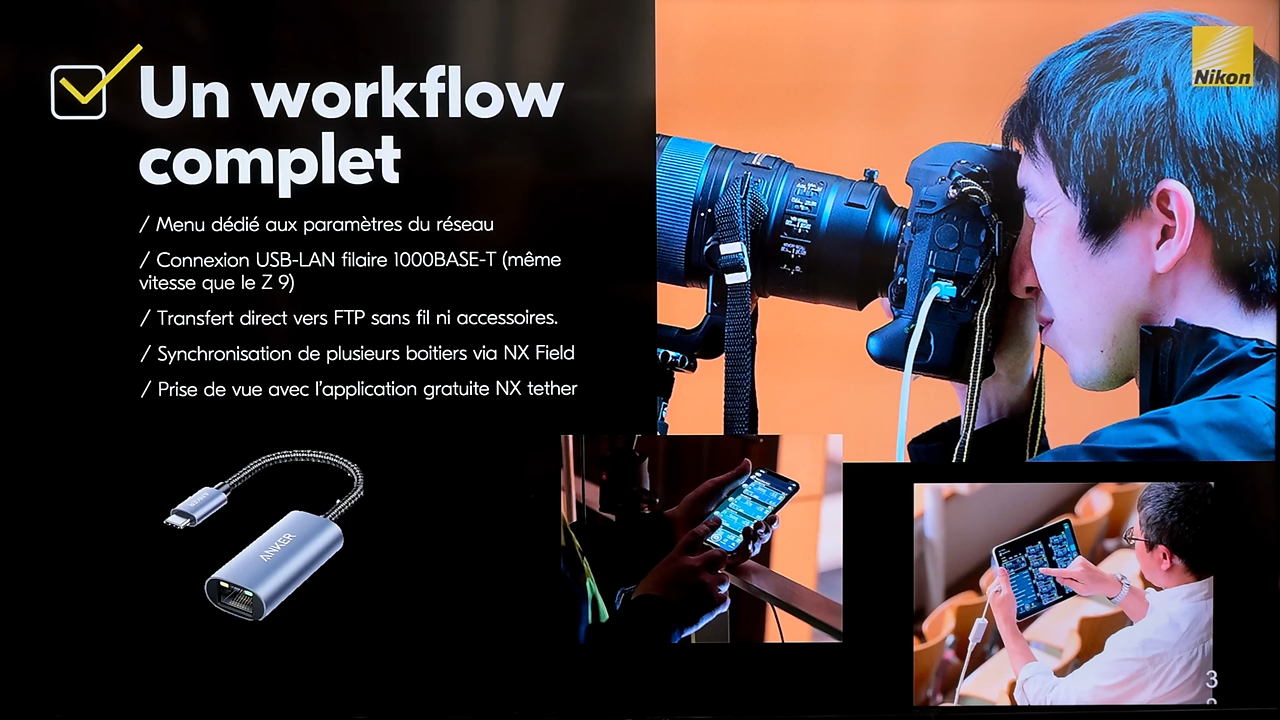 Un workflow
complet
/ Menu dédié aux paramètres du réseau
/ Connexion USB-LAN filaire 1000BASE-T (même
vitesse que le Z 9)
/ Transfert direct vers FTP sans fil ni accessoires.
/ Synchronisation de plusieurs boitiers via NX Field
/ Prise de vue avec l'application gratuite NX tether
Nikon
ANKER
3